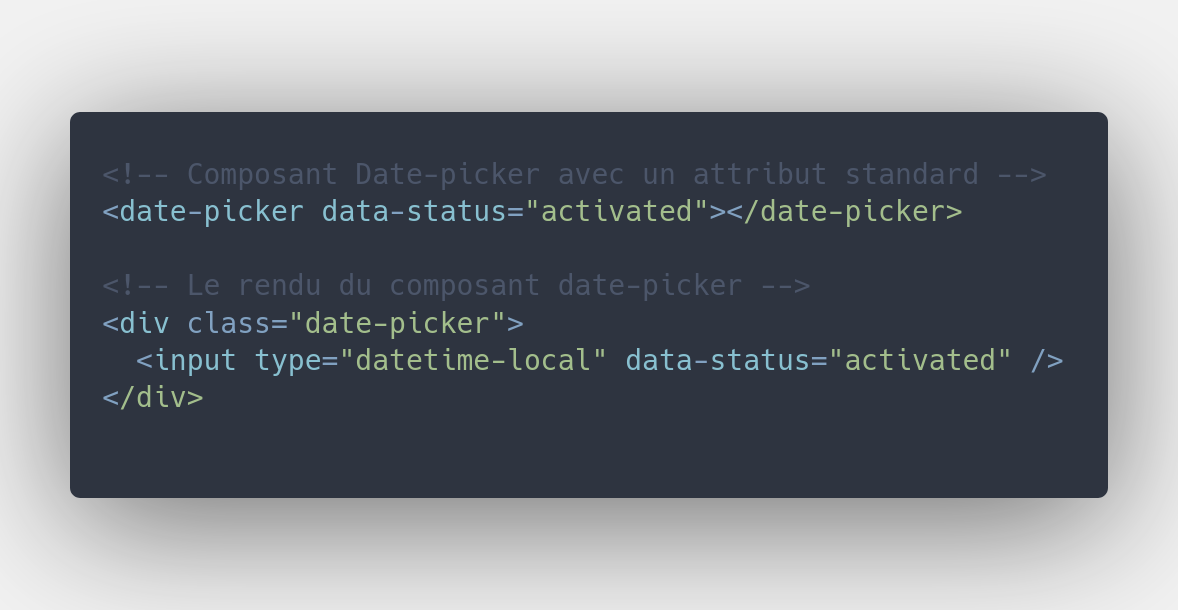 <!-- Composant Date-picker avec un attribut standard -->
<date-picker data-status="activated"></date-picker>
<!-- Le rendu du composant date-picker -->
<div class="date-picker">
  <input type="datetime-local" data-status="activated" />
</div>